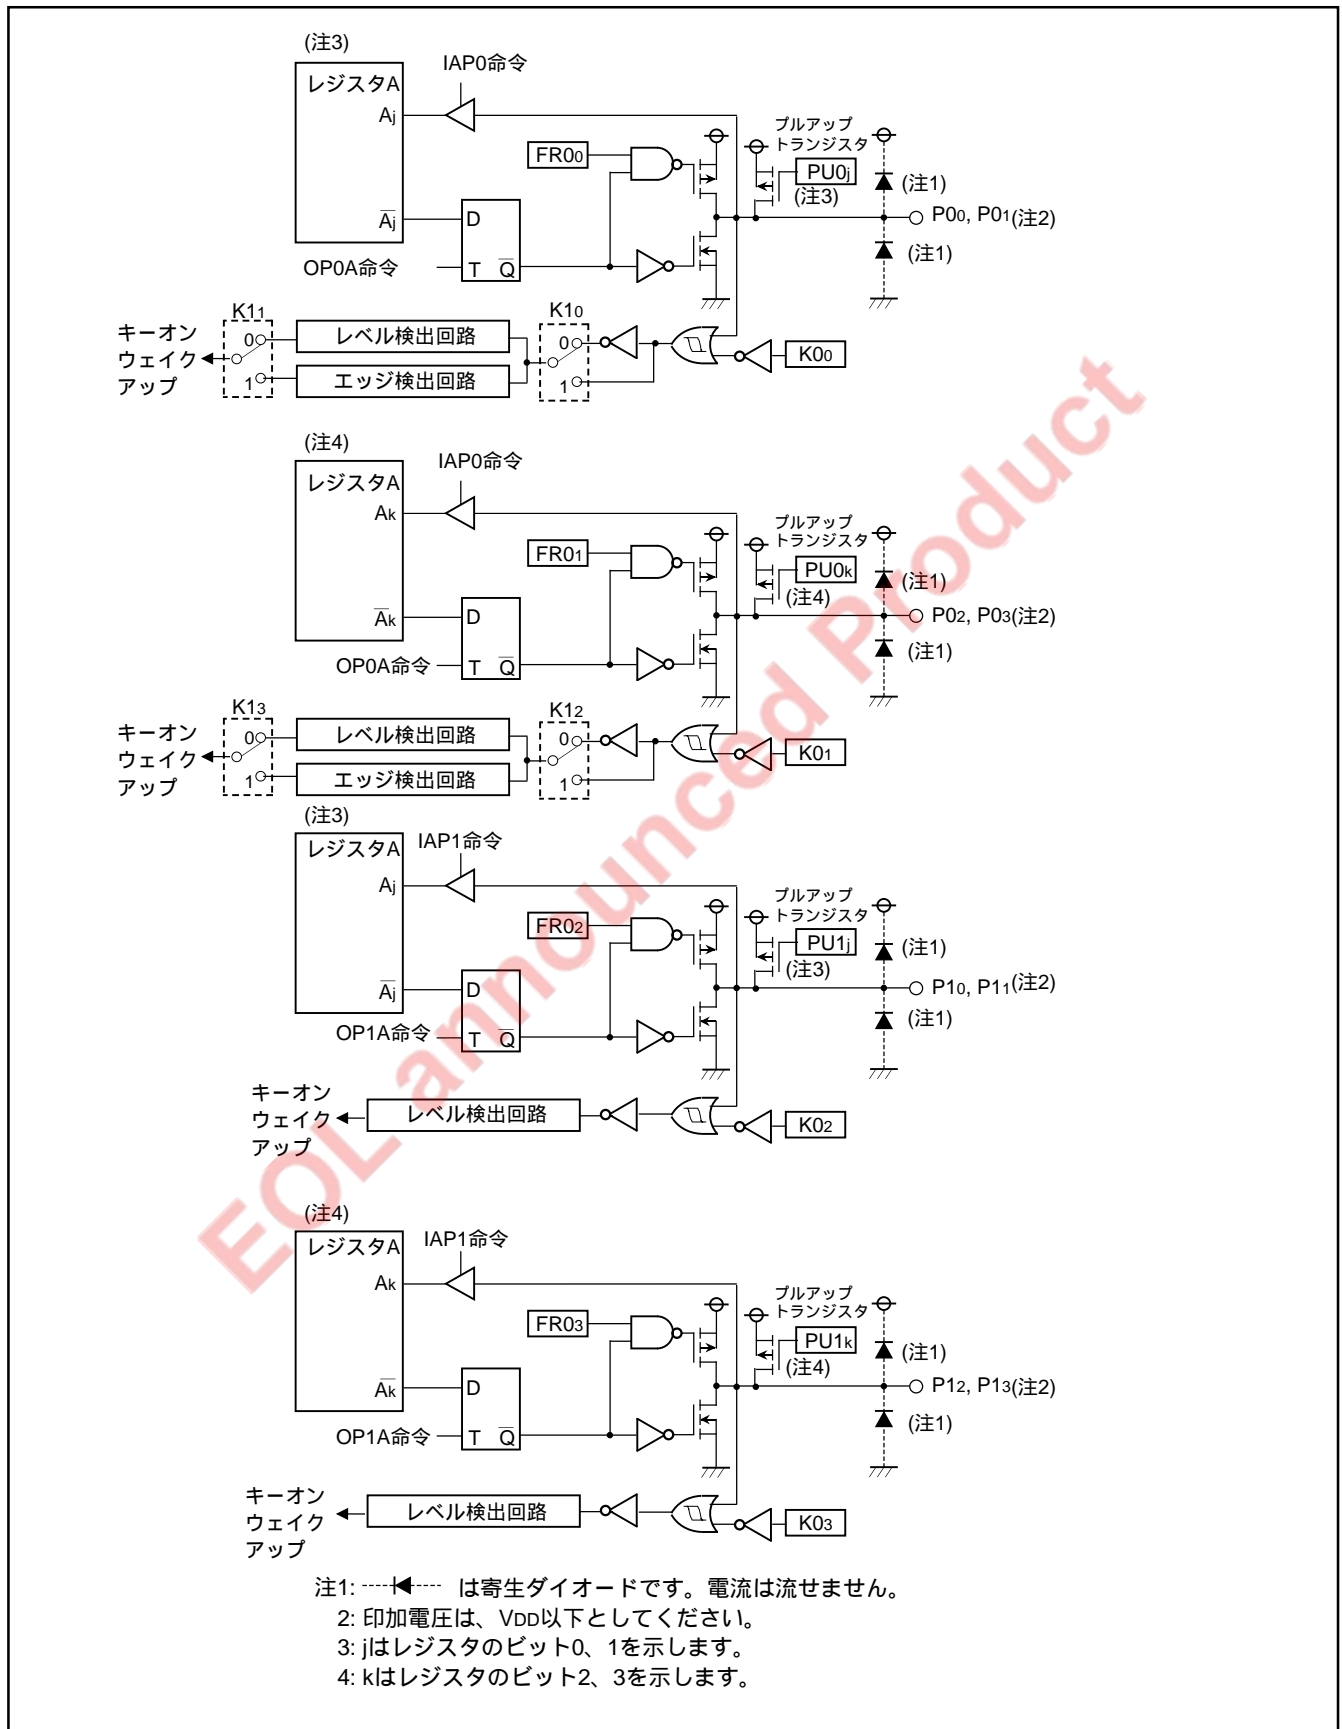 (注3)
IAP0命令
レジスタA
Aj
プルアップ
トランジスタ
FR00
PU0j
(注1)
(注3)
Aj
D
P00, P01(注2)
(注1)
OP0A命令
T Q
K11
K10
キーオン
ウェイク
アップ
0
レベル検出回路
0
1
エッジ検出回路
1
K00
(注4)
IAP0命令
レジスタA
Ak
プルアップ
トランジスタ
FR01
PU0k
(注1)
(注4)
Ak
D
P02, P03(注2)
(注1)
OP0A命令
T Q
K13
K12
キーオン
ウェイク
アップ
0
レベル検出回路
0
1
エッジ検出回路
1
K01
(注3)
IAP1命令
レジスタA
Aj
プルアップ
トランジスタ
FR02
PU1j
(注1)
(注3)
Aj
D
P10, P11(注2)
(注1)
OP1A命令
T Q
キーオン
ウェイク
アップ
レベル検出回路
K02
(注4)
IAP1命令
レジスタA
Ak
プルアップ
トランジスタ
FR03
PU1k
(注1)
(注4)
Ak
D
P12, P13(注2)
(注1)
OP1A命令
T Q
キーオン
ウェイク
アップ
レベル検出回路
K03
EOL announced Product
注1: は寄生ダイオードです。電流は流せません。
2: 印加電圧は、VDD以下としてください。
3: jはレジスタのビット0、1を示します。
4: kはレジスタのビット2、3を示します。